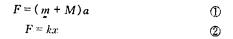 F=(m+M)a ①
F=kx ②